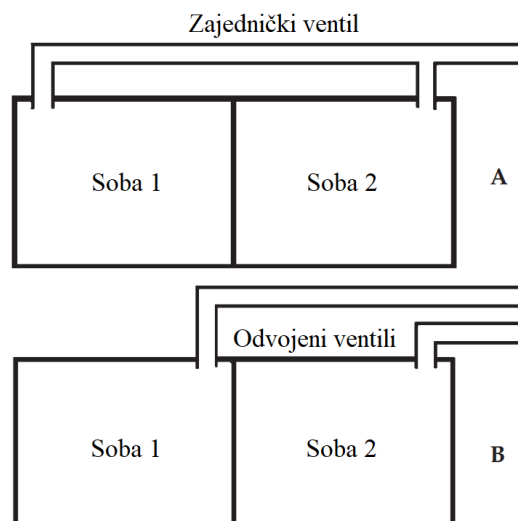 Zajednički ventil
Soba 1
Soba 2
A
Odvojeni ventili
Soba 1
Soba 2
B